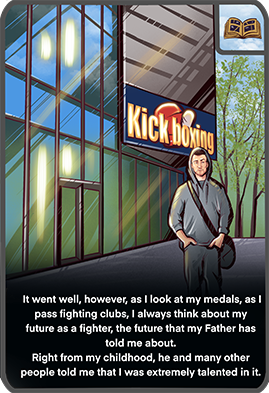 Kick boxing
It went well, however, as I look at my medals, as I
pass fighting clubs, I always think about my
future as a fighter, the future that my Father has
told me about.
Right from my childhood, he and many other
people told me that I was extremely talented in it.